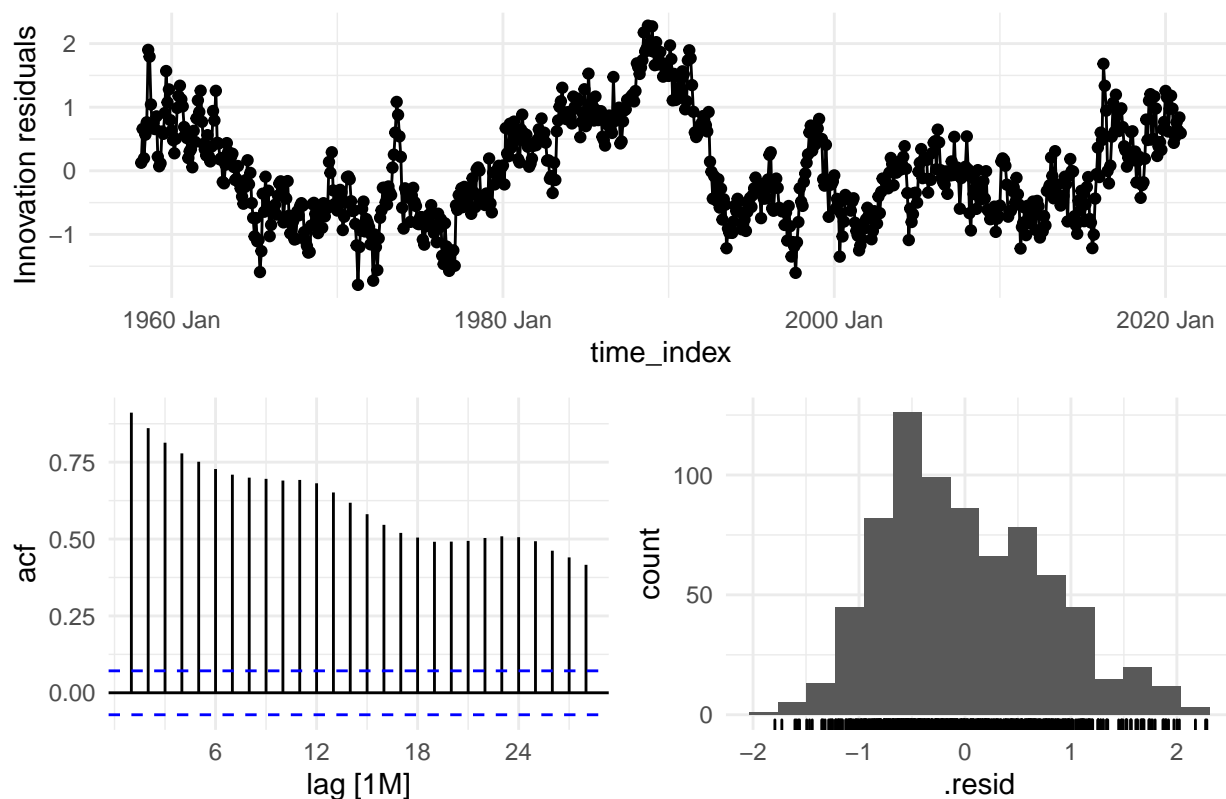 Innovation residuals
2
1
0
−1
1960 Jan 1980 Jan 2000 Jan 2020 Jan
time_index
acf
0.75
0.50
0.25
0.00
6 12 18 24
lag [1M]
count
100
50
0
−2 −1 0 1 2
.resid